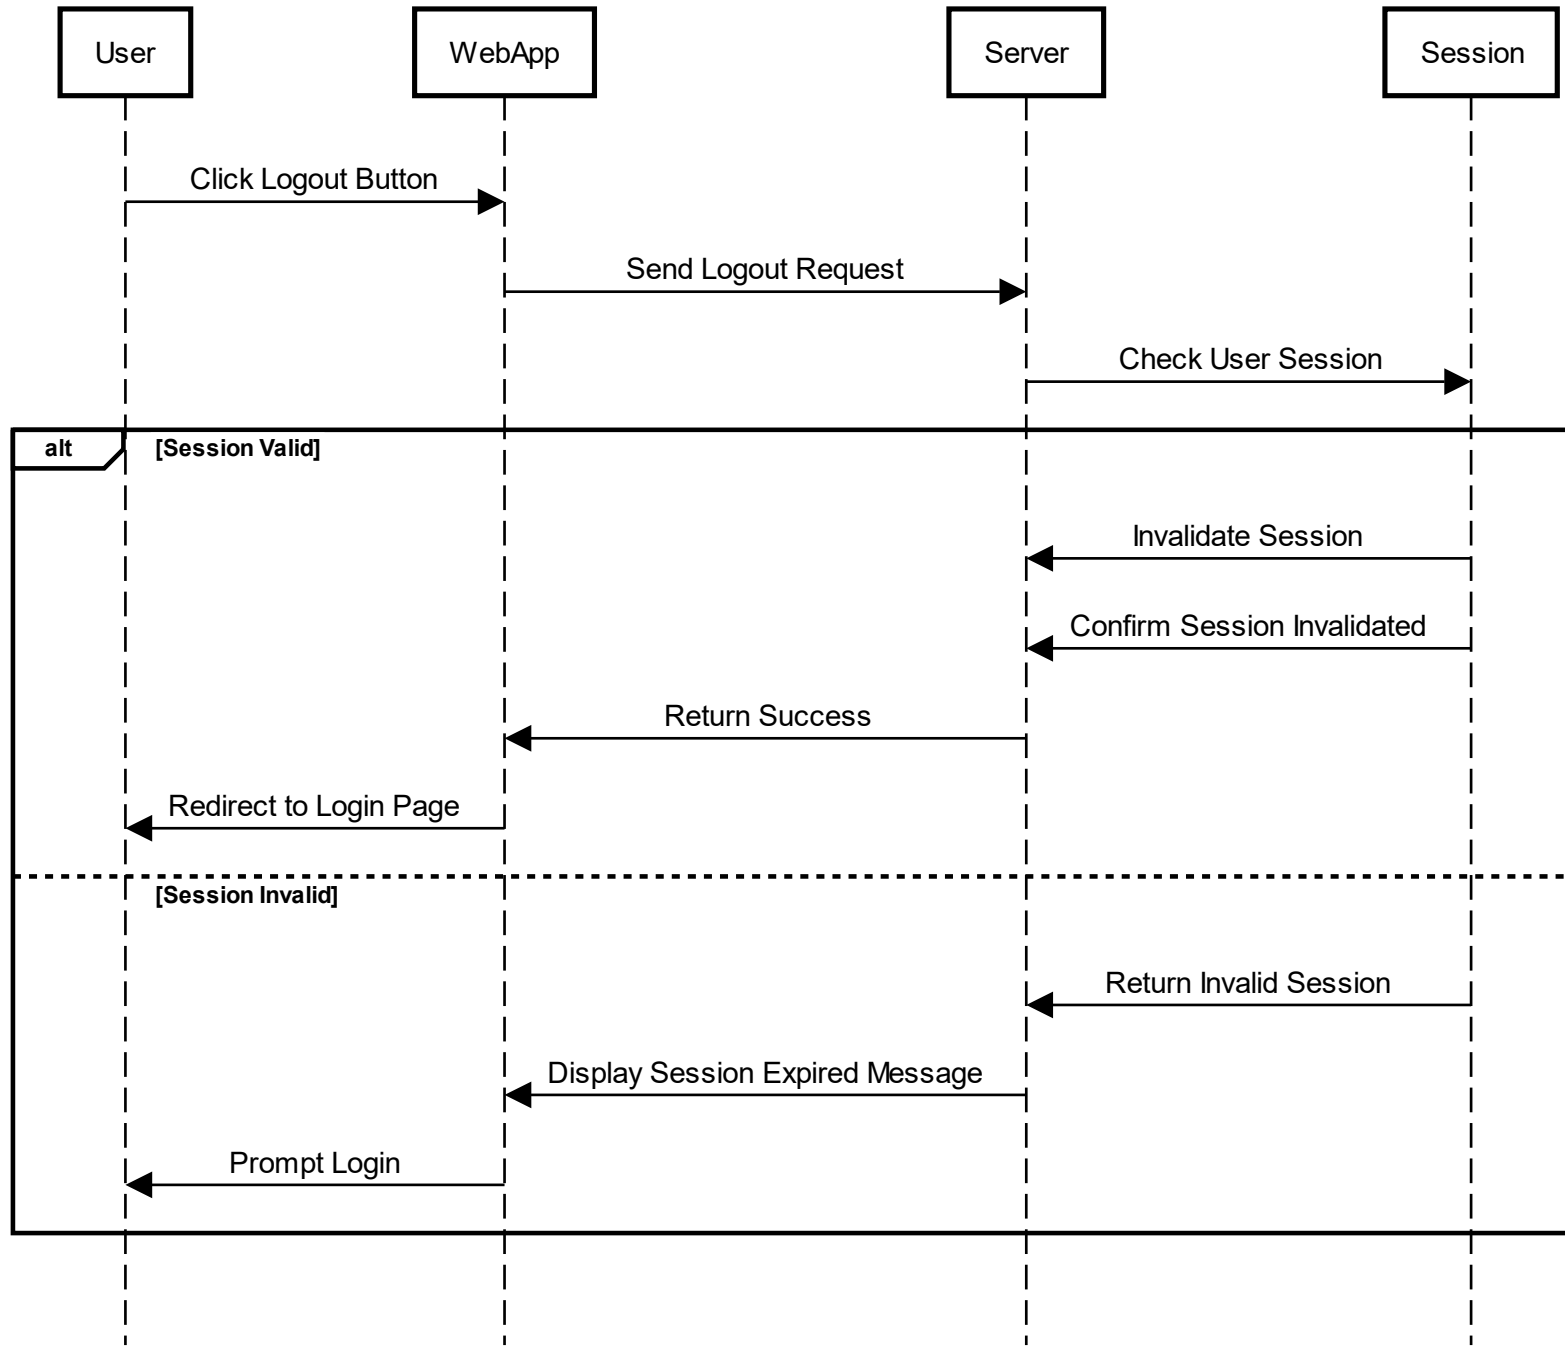 User
WebApp
Server
Session
Click Logout Button
Send Logout Request
Check User Session
alt
[Session Valid]
Invalidate Session
Confirm Session Invalidated
Return Success
Redirect to Login Page
[Session Invalid]
Return Invalid Session
Display Session Expired Message
Prompt Login